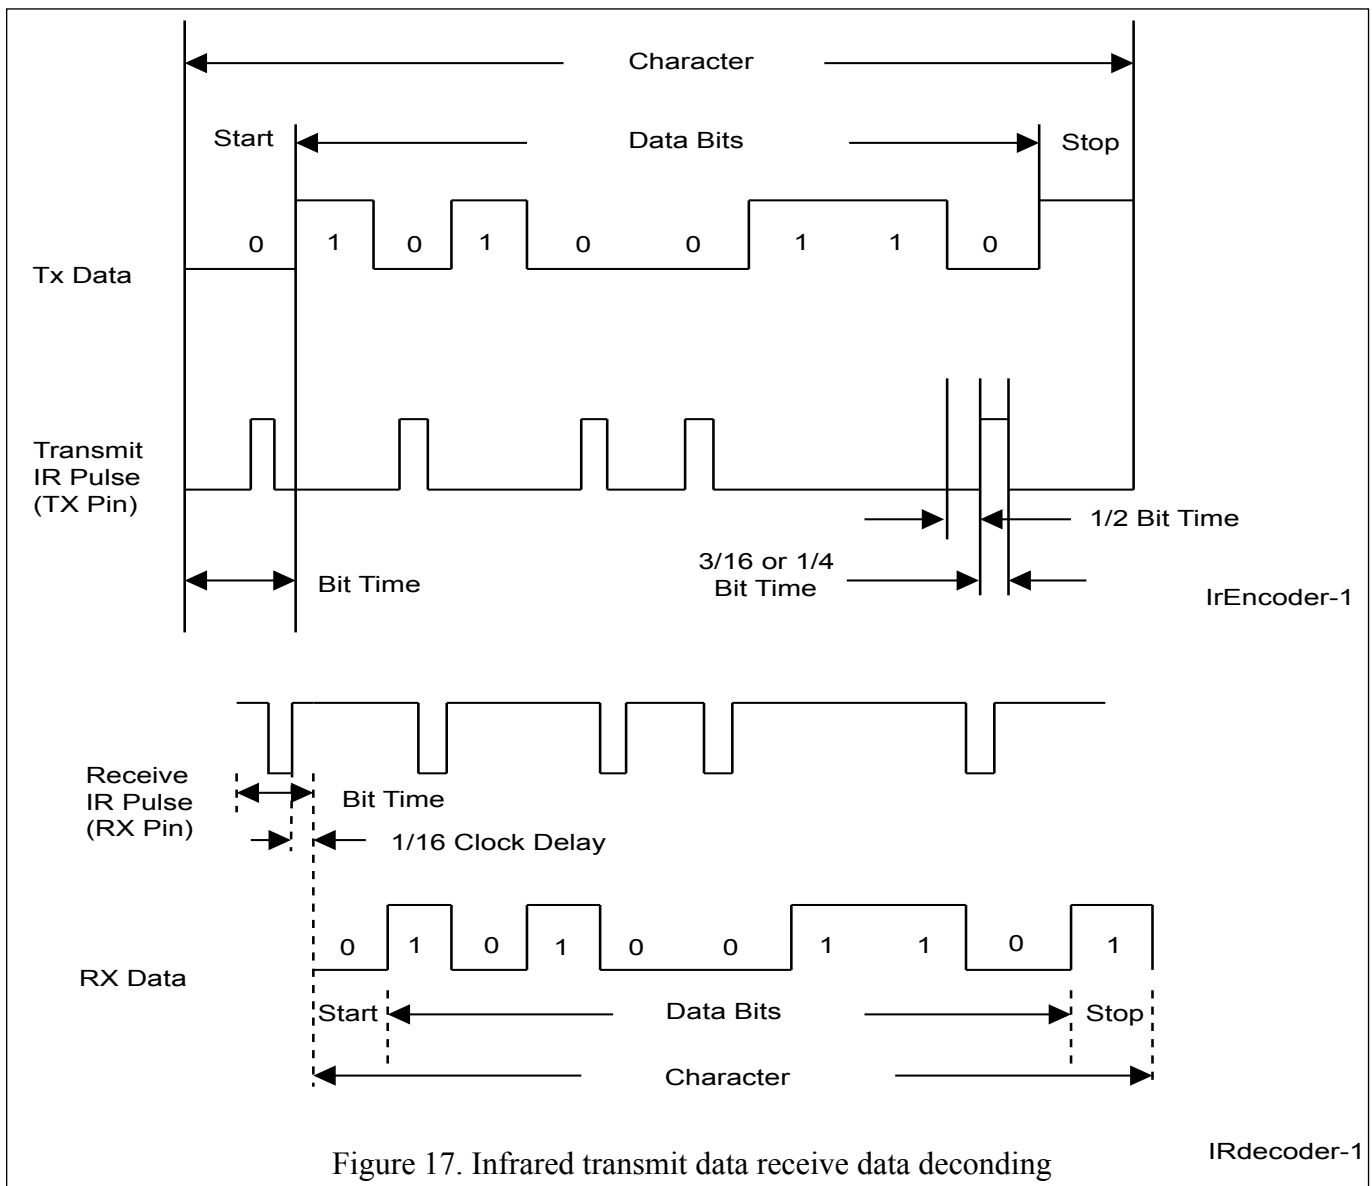 Character
Start
Data Bits
Stop
0 1 0 1 0 0 1 1 0
Tx Data
Transmit
IR Pulse
(TX Pin)
1/2 Bit Time
3/16 or 1/4
Bit Time
Bit Time
IrEncoder-1
Receive
IR Pulse
(RX Pin)
Bit Time
1/16 Clock Delay
0 1 0 1 0 0 1 1 0 1
RX Data
Start
Data Bits
Stop
Character
IRdecoder-1
Figure 17. Infrared transmit data receive data deconding